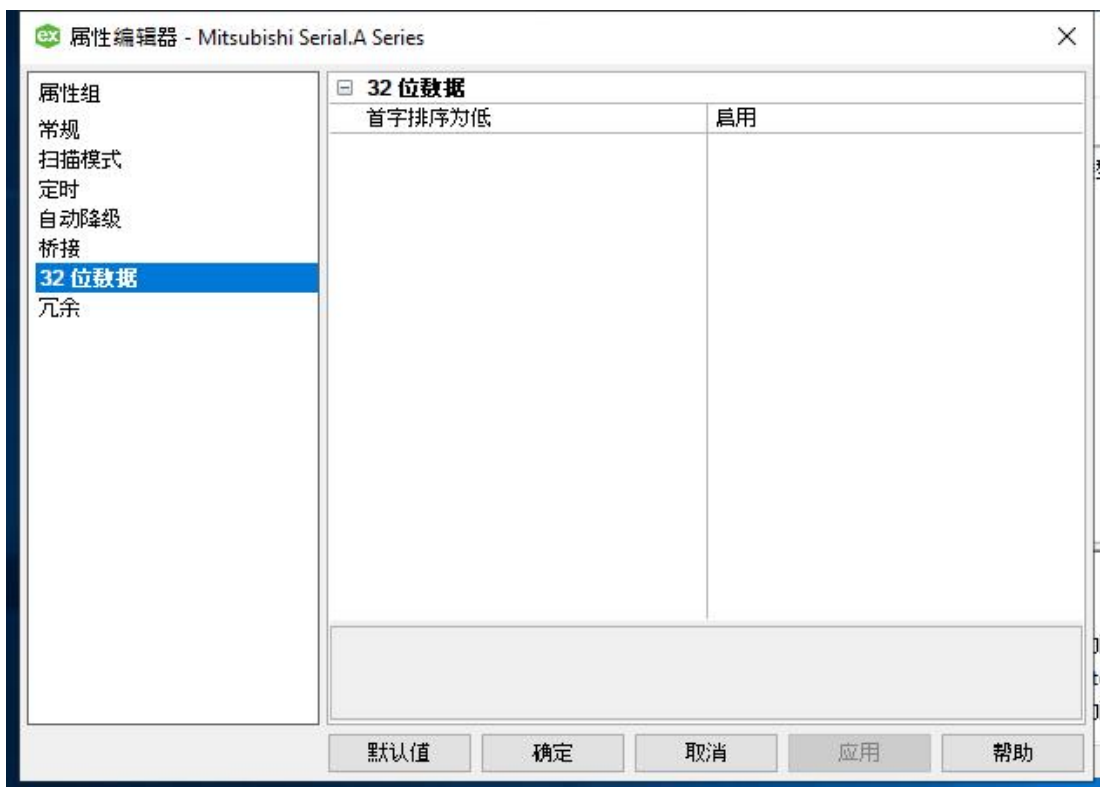 属性编辑器 - Mitsubishi Serial.A Series
属性组
常规
扫描模式
定时
自动降级
桥接
32 位数据
冗余
32 位数据
首字排序为低 启用
默认值 确定 取消 应用 帮助